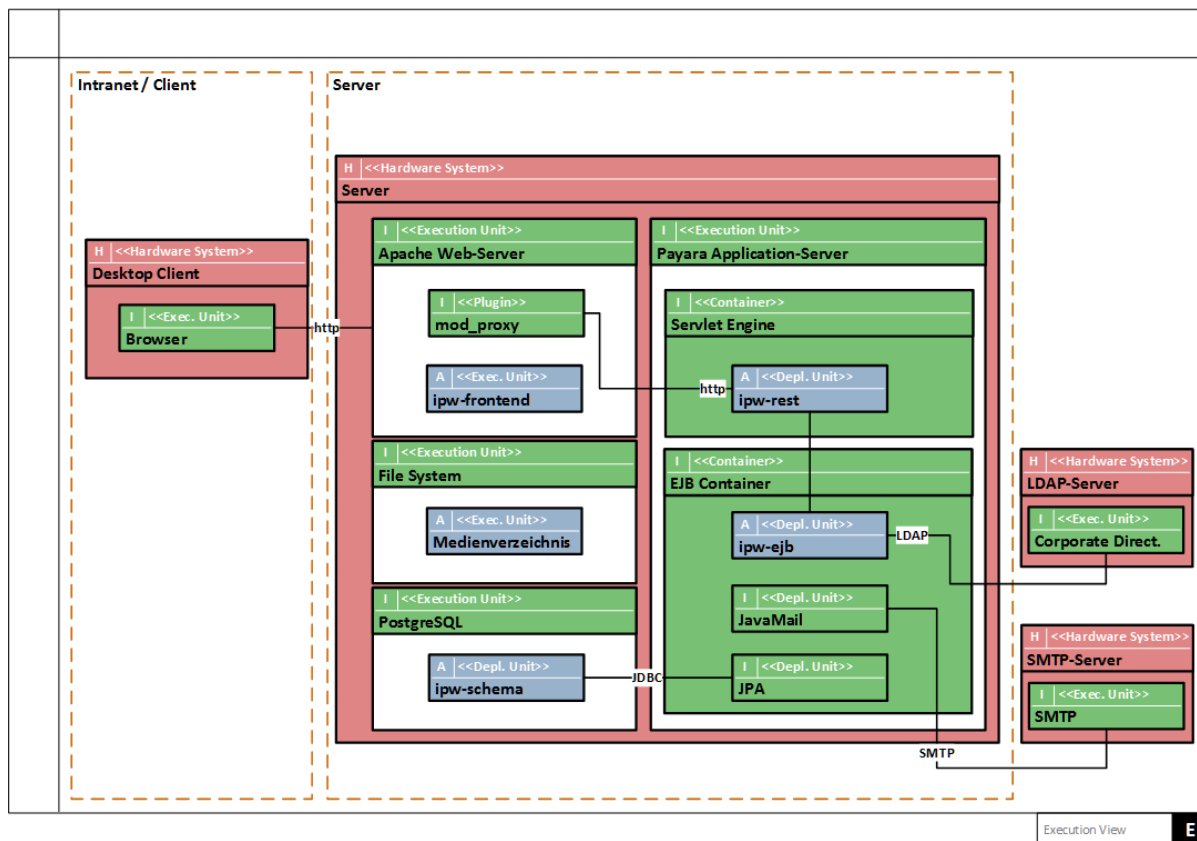 Intranet / Client
Server
H <<Hardware System>>
Server
H <<Hardware System>>
Desktop Client
I <<Exec. Unit>>
Browser
http
I <<Execution Unit>>
Apache Web-Server
I <<Plugin>>
mod_proxy
A <<Exec. Unit>>
ipw-frontend
I <<Execution Unit>>
File System
A <<Exec. Unit>>
Medienverzeichnis
I <<Execution Unit>>
PostgreSQL
A <<Depl. Unit>>
ipw-schema
JDBC
I <<Execution Unit>>
Payara Application-Server
I <<Container>>
Servlet Engine
http
A <<Depl. Unit>>
ipw-rest
I <<Container>>
EJB Container
A <<Depl. Unit>>
ipw-ejb
LDAP
I <<Depl. Unit>>
JavaMail
I <<Depl. Unit>>
JPA
SMTP
H <<Hardware System>>
LDAP-Server
I <<Exec. Unit>>
Corporate Direct.
H <<Hardware System>>
SMTP-Server
I <<Exec. Unit>>
SMTP
Execution View
E